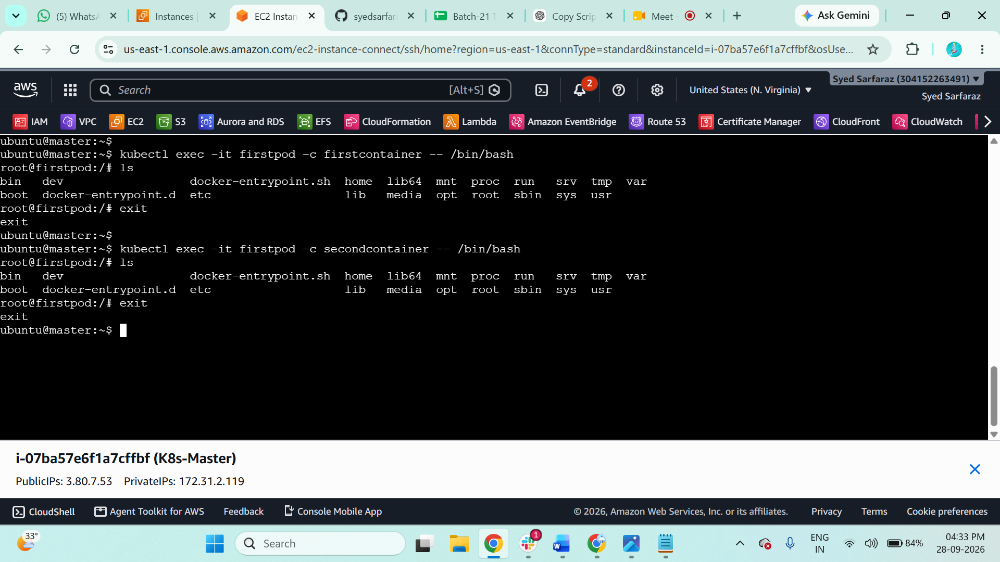 (5) WhatsA
Instances |
EC2 Instan
syedsarfar
Batch-21 T
Copy Scrip
Meet -
Ask Gemini
us-east-1.console.aws.amazon.com/ec2-instance-connect/ssh/home?region=us-east-1&connType=standard&instanceId=i-07ba57e6f1a7cffbf&osUse...
aws
Search
[Alt+S]
2
United States (N. Virginia)
Syed Sarfaraz (304152263491)
Syed Sarfaraz
IAM
VPC
EC2
S3
Aurora and RDS
EFS
CloudFormation
Lambda
Amazon EventBridge
Route 53
Certificate Manager
CloudFront
CloudWatch
ubuntu@master:~$
ubuntu@master:~$ kubectl exec -it firstpod -c firstcontainer -- /bin/bash
root@firstpod:/# ls
bin   dev                  docker-entrypoint.sh  home  lib64  mnt  proc  run   srv  tmp  var
boot  docker-entrypoint.d  etc                   lib   media  opt  root  sbin  sys  usr
root@firstpod:/# exit
exit
ubuntu@master:~$
ubuntu@master:~$ kubectl exec -it firstpod -c secondcontainer -- /bin/bash
root@firstpod:/# ls
bin   dev                  docker-entrypoint.sh  home  lib64  mnt  proc  run   srv  tmp  var
boot  docker-entrypoint.d  etc                   lib   media  opt  root  sbin  sys  usr
root@firstpod:/# exit
exit
ubuntu@master:~$
i-07ba57e6f1a7cffbf (K8s-Master)
PublicIPs: 3.80.7.53    PrivateIPs: 172.31.2.119
CloudShell
Agent Toolkit for AWS
Feedback
Console Mobile App
© 2026, Amazon Web Services, Inc. or its affiliates.
Privacy
Terms
Cookie preferences
33°
Search
1
ENG
IN
84%
04:33 PM
28-09-2026